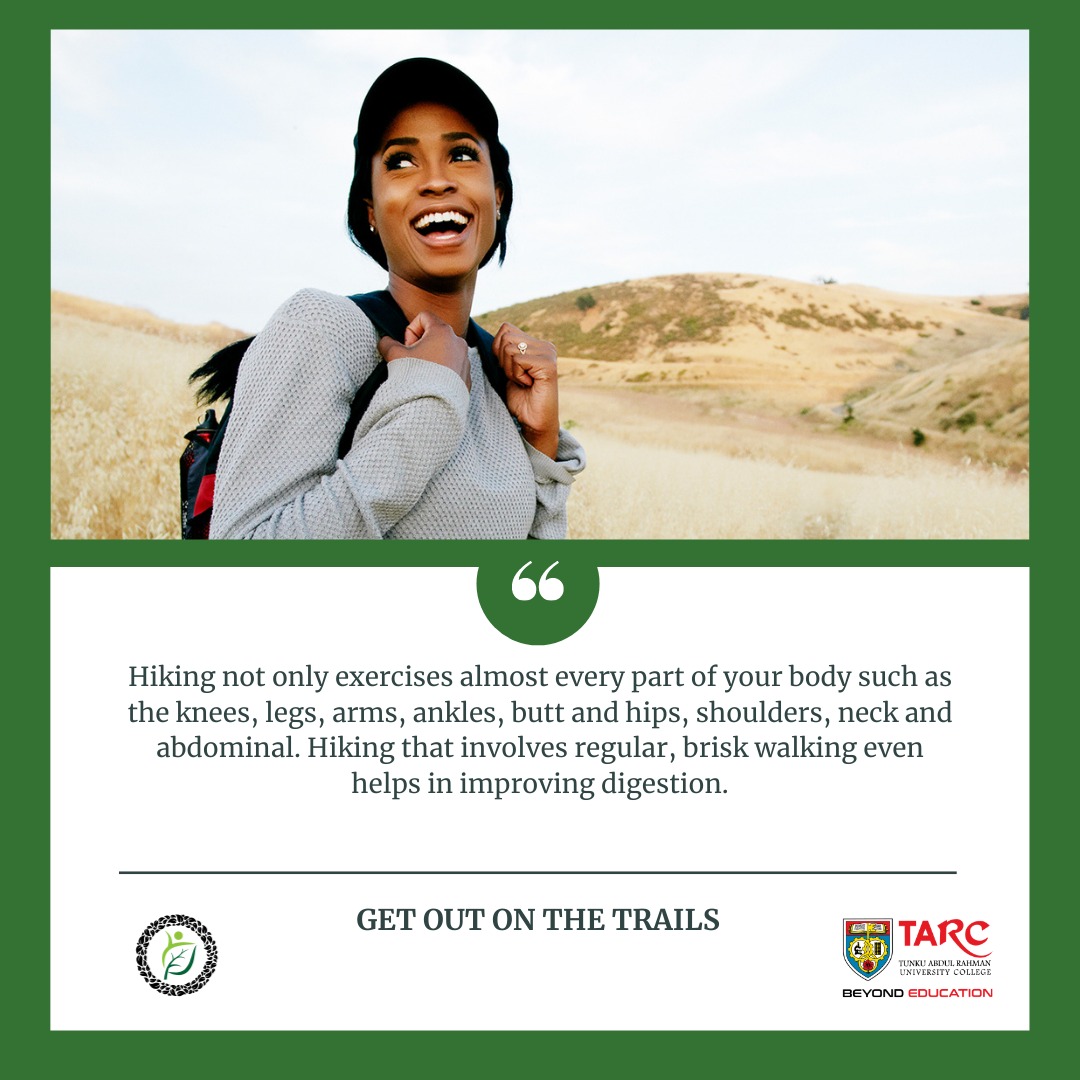 “
Hiking not only exercises almost every part of your body such as
the knees, legs, arms, ankles, butt and hips, shoulders, neck and
abdominal. Hiking that involves regular, brisk walking even
helps in improving digestion.
GET OUT ON THE TRAILS
TARC
TUNKU ABDUL RAHMAN
UNIVERSITY COLLEGE
BEYOND EDUCATION